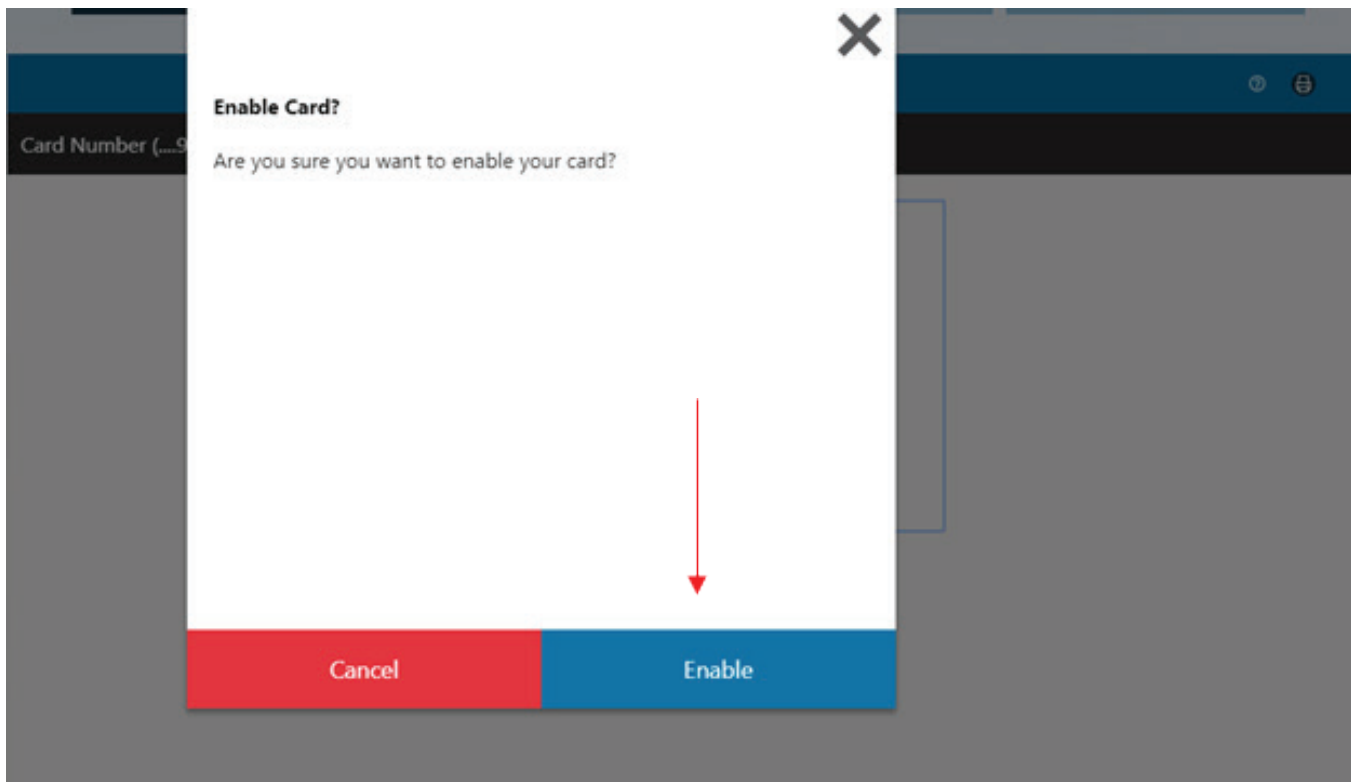 Enable Card?
Card Number (....9
Are you sure you want to enable your card?
Cancel
Enable